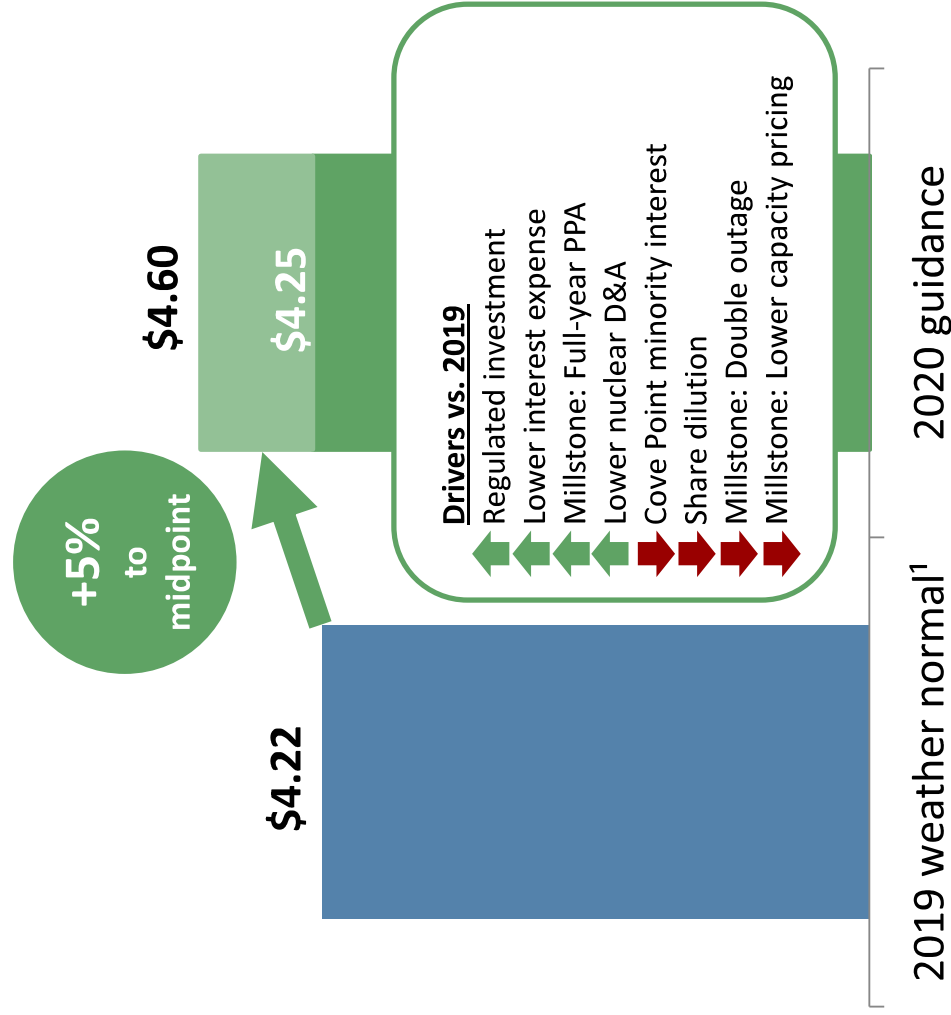 +5%
to
midpoint
$4.60
$4.22
$4.25
Drivers vs. 2019
Regulated investment
Lower interest expense
Millstone: Full-year PPA
Lower nuclear D&A
Cove Point minority interest
Share dilution
Millstone: Double outage
Millstone: Lower capacity pricing
2019 weather normal¹
2020 guidance